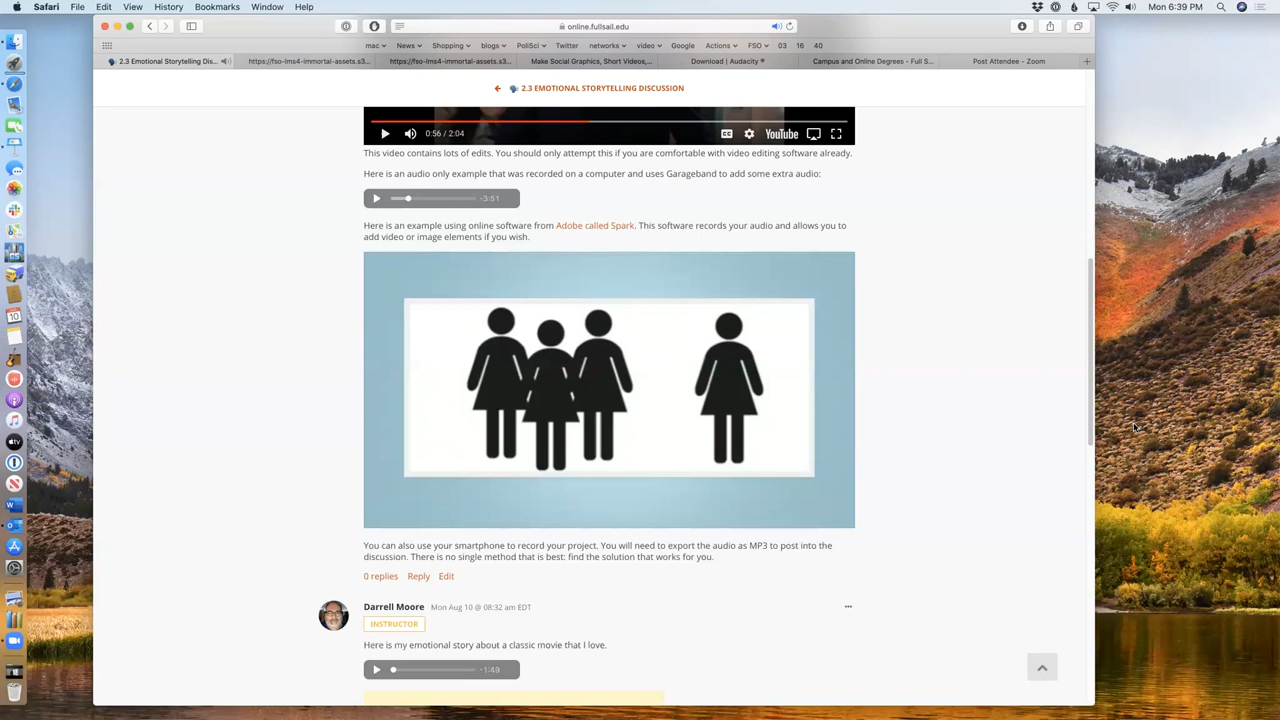 Safari File Edit View History Bookmarks Window Help Mon 6:39 PM
online.fullsail.edu
mac News Shopping blogs PoliSci Twitter networks video Google Actions FSO 03 16 40
2.3 Emotional Storytelling Dis... https://fso-lms4-immortal-assets.s3... https://fso-lms4-immortal-assets.s3... Make Social Graphics, Short Videos,... Download | Audacity ® Campus and Online Degrees - Full S... Post Attendee - Zoom
2.3 EMOTIONAL STORYTELLING DISCUSSION
0:56 / 2:04 CC YouTube
This video contains lots of edits. You should only attempt this if you are comfortable with video editing software already.
Here is an audio only example that was recorded on a computer and uses Garageband to add some extra audio:
-3:51
Here is an example using online software from Adobe called Spark. This software records your audio and allows you to
add video or image elements if you wish.
You can also use your smartphone to record your project. You will need to export the audio as MP3 to post into the
discussion. There is no single method that is best: find the solution that works for you.
0 replies Reply Edit
Darrell Moore Mon Aug 10 @ 08:32 am EDT
INSTRUCTOR
Here is my emotional story about a classic movie that I love.
-1:49